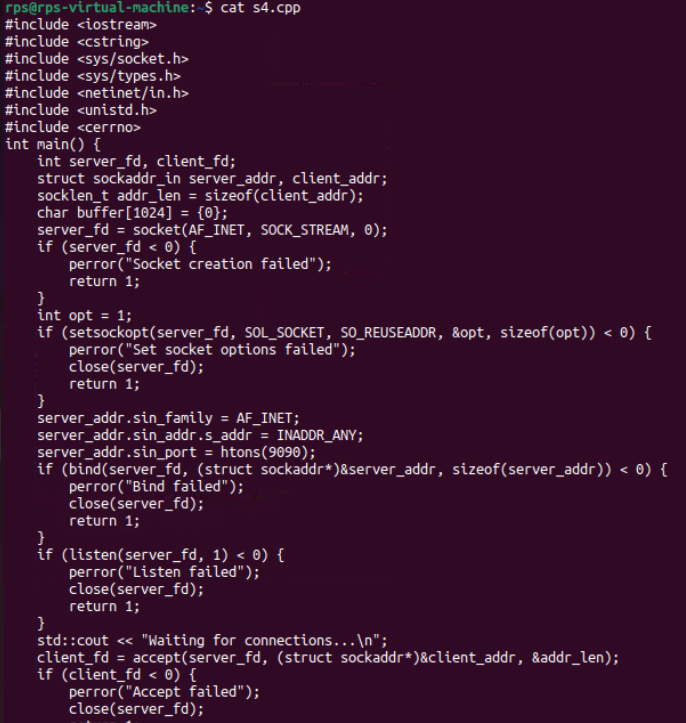 rps@rps-virtual-machine:~$ cat s4.cpp
#include <iostream>
#include <cstring>
#include <sys/socket.h>
#include <sys/types.h>
#include <netinet/in.h>
#include <unistd.h>
#include <cerrno>
int main() {
    int server_fd, client_fd;
    struct sockaddr_in server_addr, client_addr;
    socklen_t addr_len = sizeof(client_addr);
    char buffer[1024] = {0};
    server_fd = socket(AF_INET, SOCK_STREAM, 0);
    if (server_fd < 0) {
        perror("Socket creation failed");
        return 1;
    }
    int opt = 1;
    if (setsockopt(server_fd, SOL_SOCKET, SO_REUSEADDR, &opt, sizeof(opt)) < 0) {
        perror("Set socket options failed");
        close(server_fd);
        return 1;
    }
    server_addr.sin_family = AF_INET;
    server_addr.sin_addr.s_addr = INADDR_ANY;
    server_addr.sin_port = htons(9090);
    if (bind(server_fd, (struct sockaddr*)&server_addr, sizeof(server_addr)) < 0) {
        perror("Bind failed");
        close(server_fd);
        return 1;
    }
    if (listen(server_fd, 1) < 0) {
        perror("Listen failed");
        close(server_fd);
        return 1;
    }
    std::cout << "Waiting for connections...\n";
    client_fd = accept(server_fd, (struct sockaddr*)&client_addr, &addr_len);
    if (client_fd < 0) {
        perror("Accept failed");
        close(server_fd);